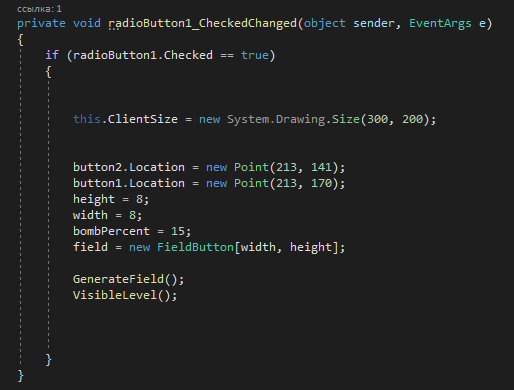 ссылка: 1
private void radioButton1_CheckedChanged(object sender, EventArgs e)
{
if (radioButton1.Checked == true)
{
this.ClientSize = new System.Drawing.Size(300, 200);
button2.Location = new Point(213, 141);
button1.Location = new Point(213, 170);
height = 8;
width = 8;
bombPercent = 15;
field = new FieldButton[width, height];
GenerateField();
VisibleLevel();
}
}